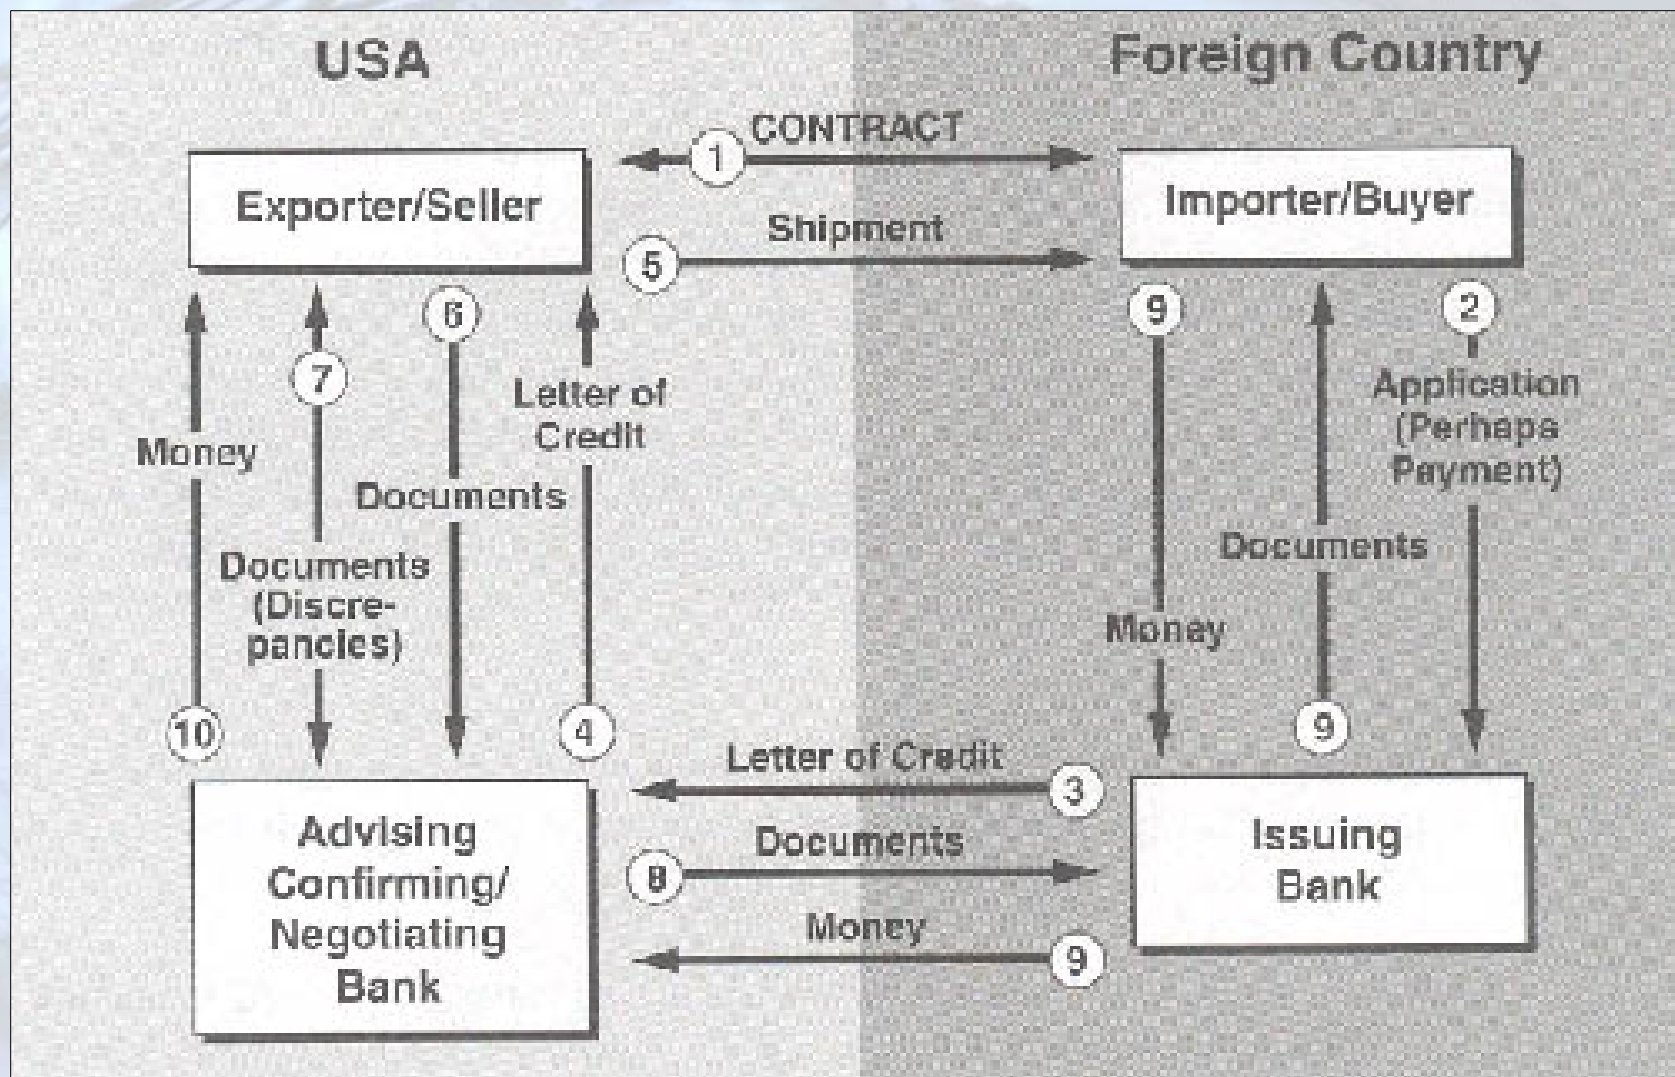 USA
Foreign Country
CONTRACT
1
Exporter/Seller
Importer/Buyer
Shipment
5
9
2
6
7
Letter of
Credit
Application
(Perhaps
Payment)
Money
Documents
Documents
Documents
(Discre-
pancies)
Money
10
4
9
Letter of Credit
3
Advising
Confirming/
Negotiating
Bank
Documents
8
Issuing
Bank
Money
9